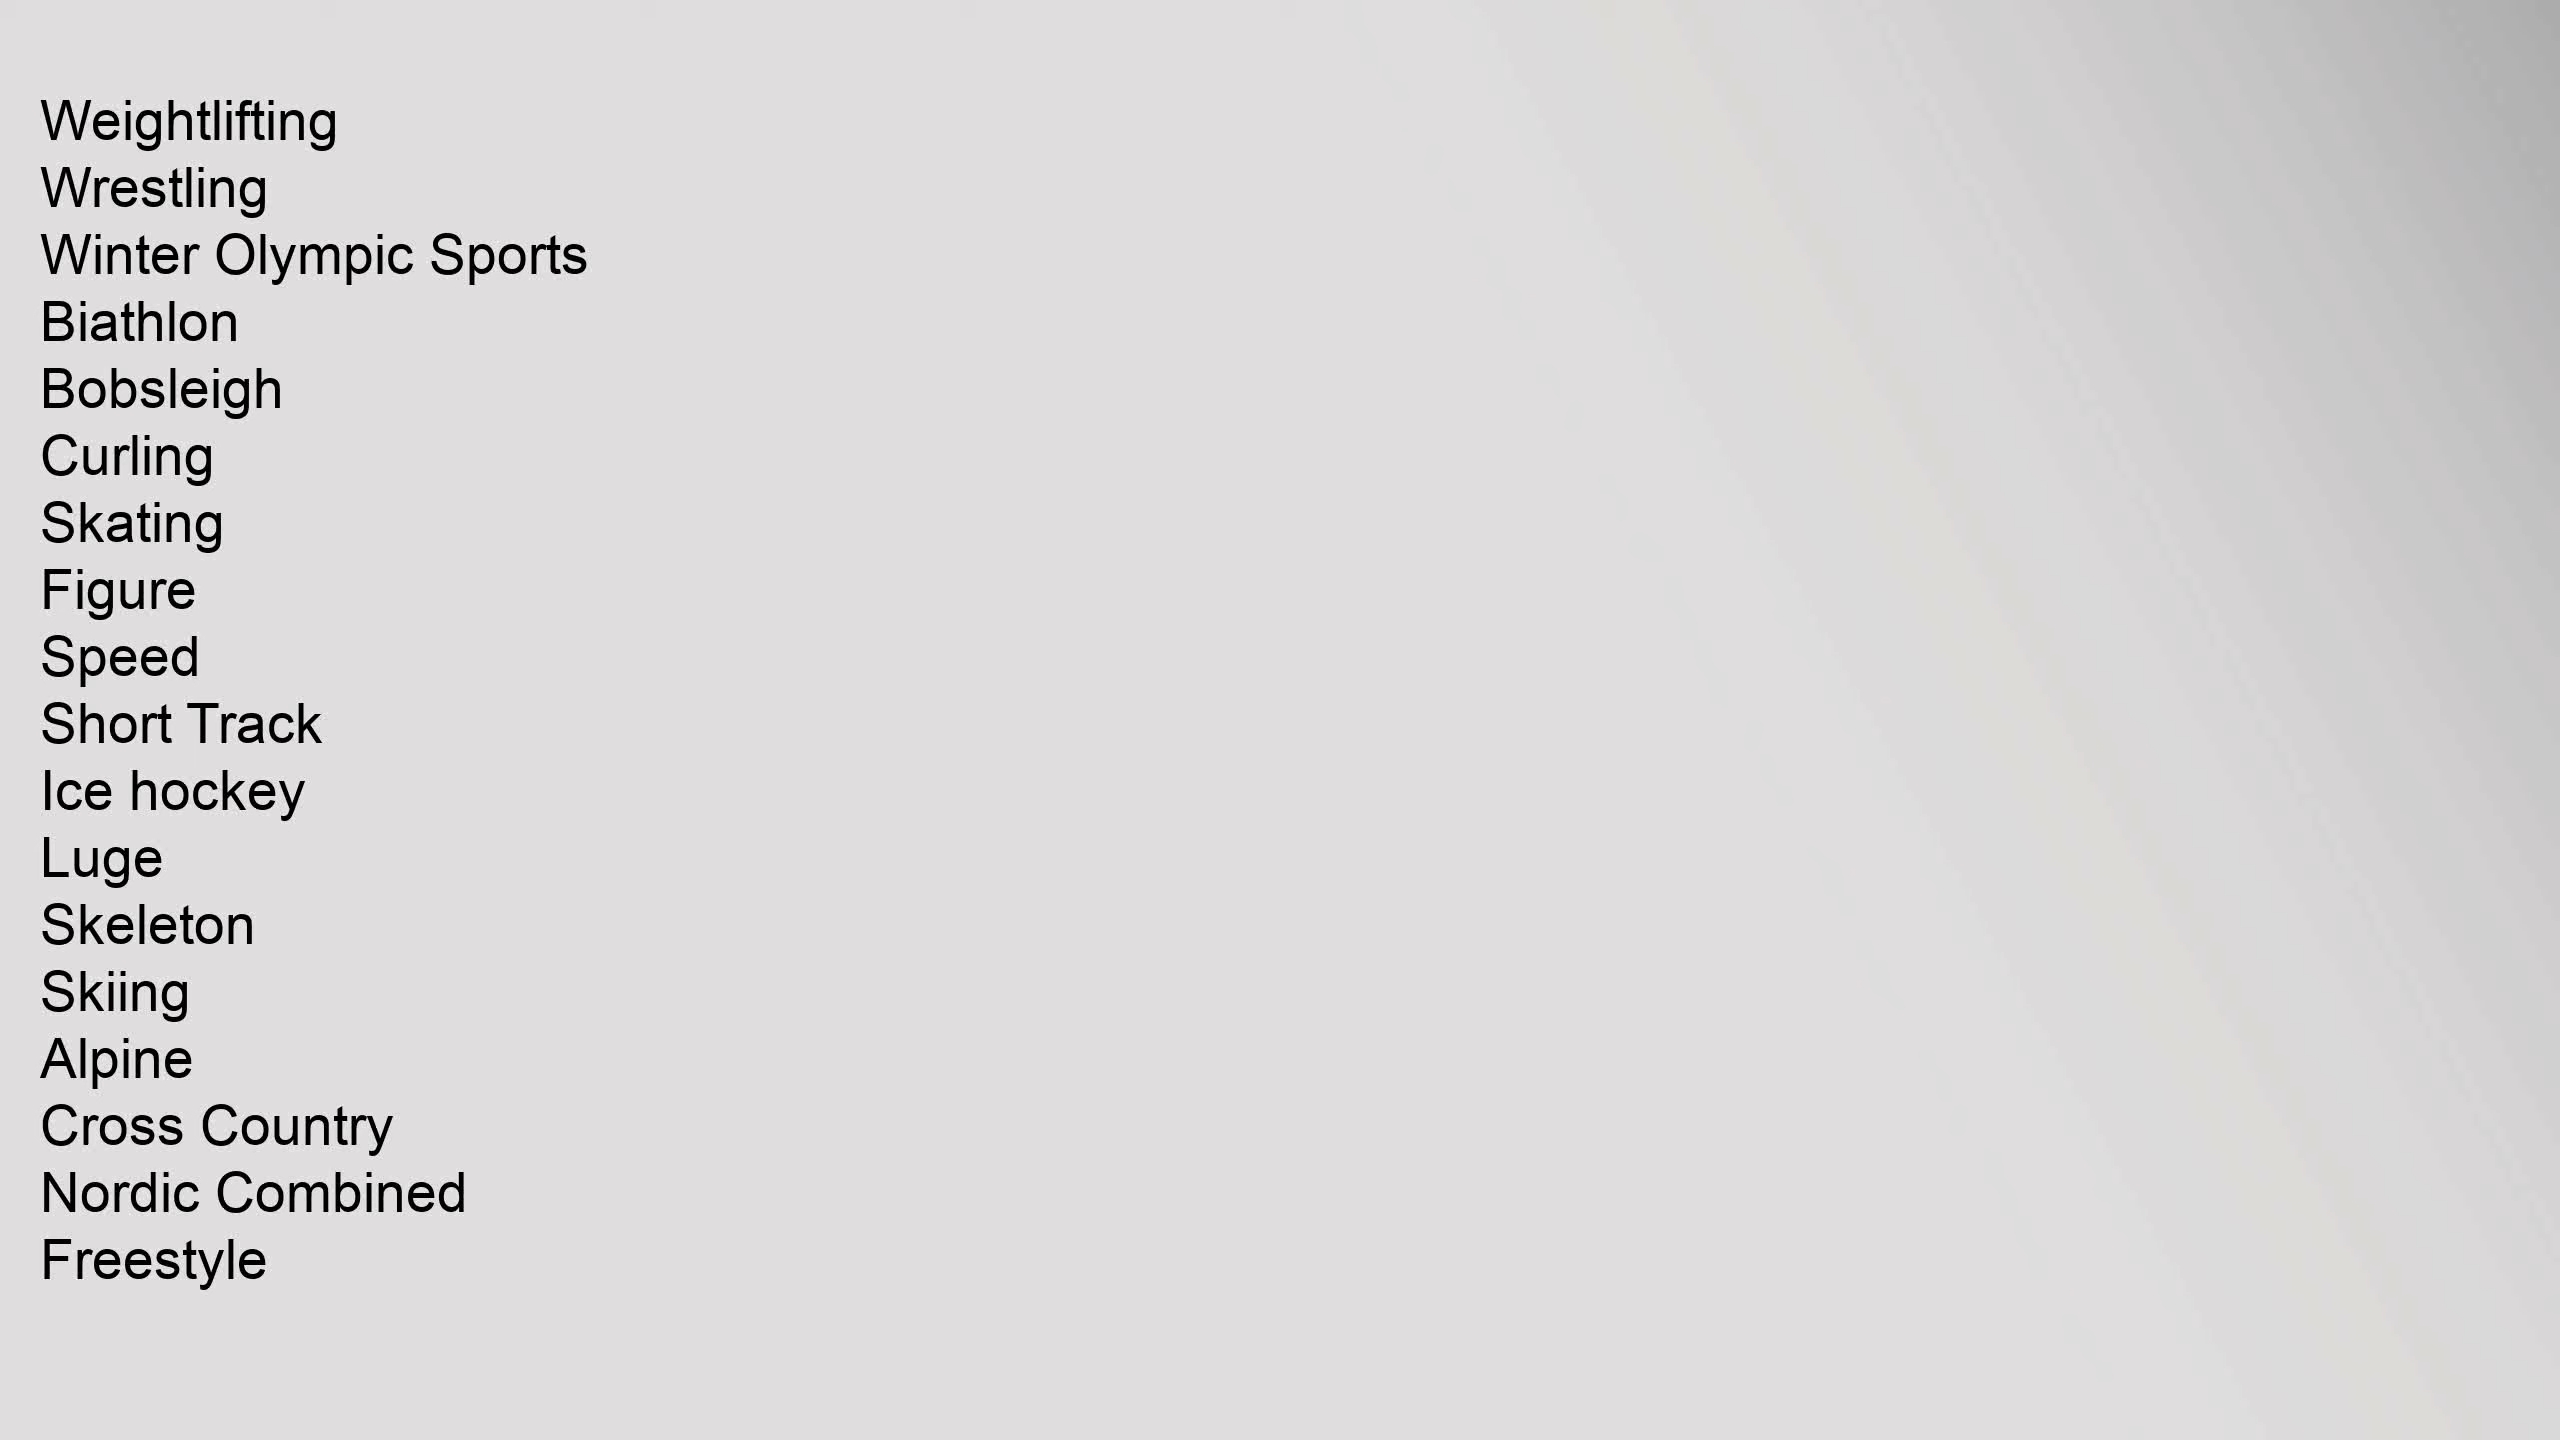 Weightlifting
Wrestling
Winter Olympic Sports
Biathlon
Bobsleigh
Curling
Skating
Figure
Speed
Short Track
Ice hockey
Luge
Skeleton
Skiing
Alpine
Cross Country
Nordic Combined
Freestyle